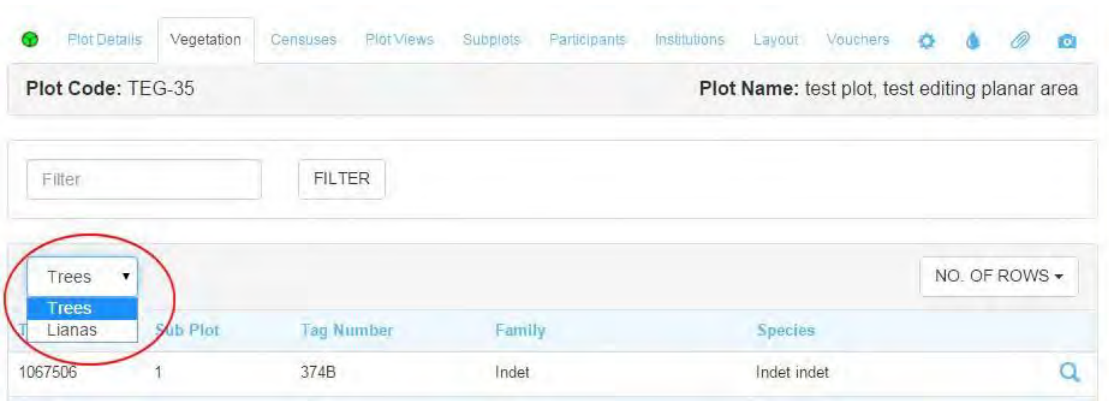 Plot Details Vegetation Censuses Plot Views Subplots Participants Institutions Layout Vouchers
Plot Code: TEG-35 Plot Name: test plot, test editing planar area
Filter FILTER
Trees NO. OF ROWS
Trees
Lianas
T Sub Plot Tag Number Family Species
1067506 1 374B Indet Indet indet